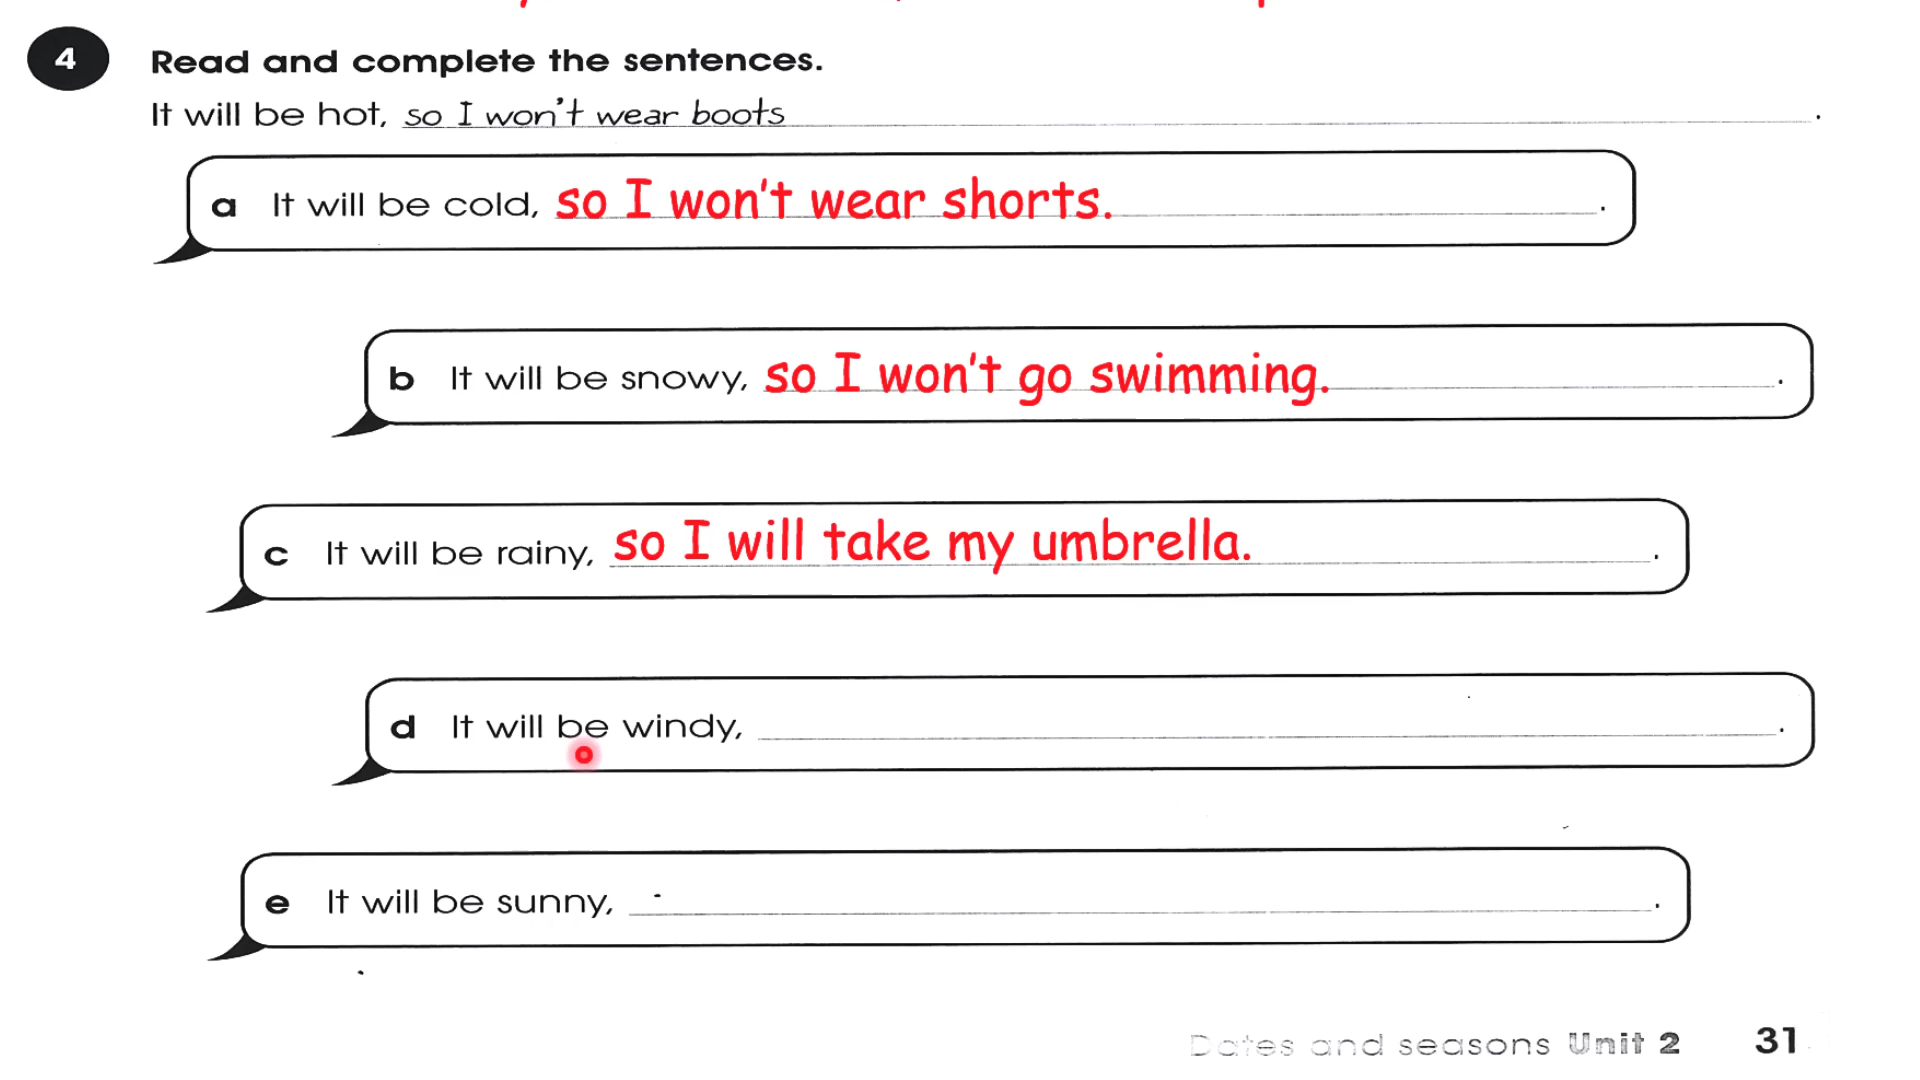 4 Read and complete the sentences.
It will be hot, so I won't wear boots.
a It will be cold, so I won't wear shorts. .
b It will be snowy, so I won't go swimming. .
c It will be rainy, so I will take my umbrella. .
d It will be windy, .
e It will be sunny, .
Dates and seasons Unit 2 31